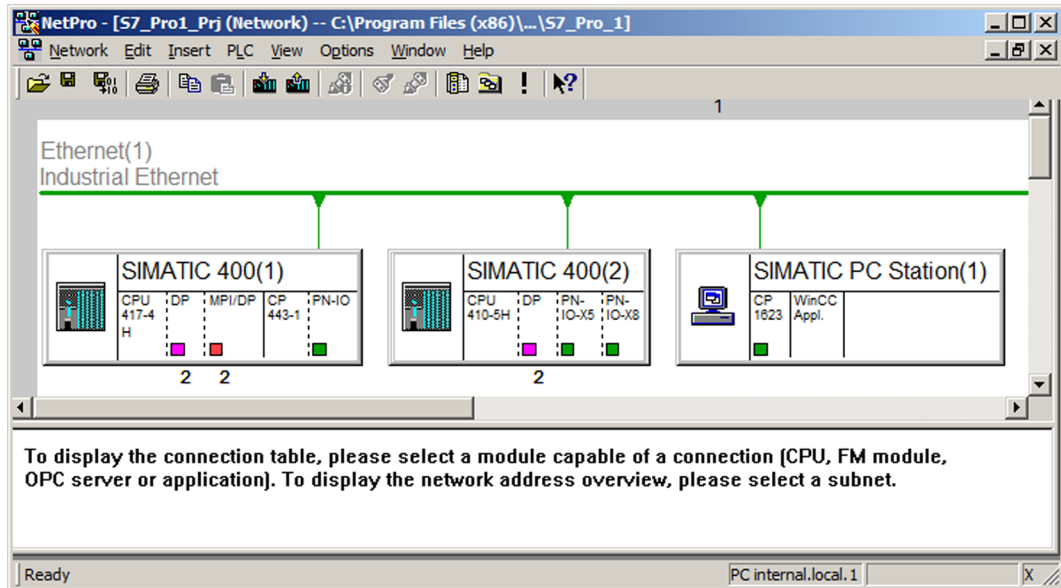 NetPro - [S7_Pro1_Prj (Network) -- C:\Program Files (x86)\...\S7_Pro_1]
Network Edit Insert PLC View Options Window Help
1
Ethernet(1)
Industrial Ethernet
SIMATIC 400(1)
CPU 417-4 H
DP
MPI/DP
CP 443-1
PN-IO
2 2
SIMATIC 400(2)
CPU 410-5H
DP
PN-IO-X5
PN-IO-X8
2
SIMATIC PC Station(1)
CP 1623
WinCC Appl.
To display the connection table, please select a module capable of a connection (CPU, FM module,
OPC server or application). To display the network address overview, please select a subnet.
Ready
PC internal.local.1
X